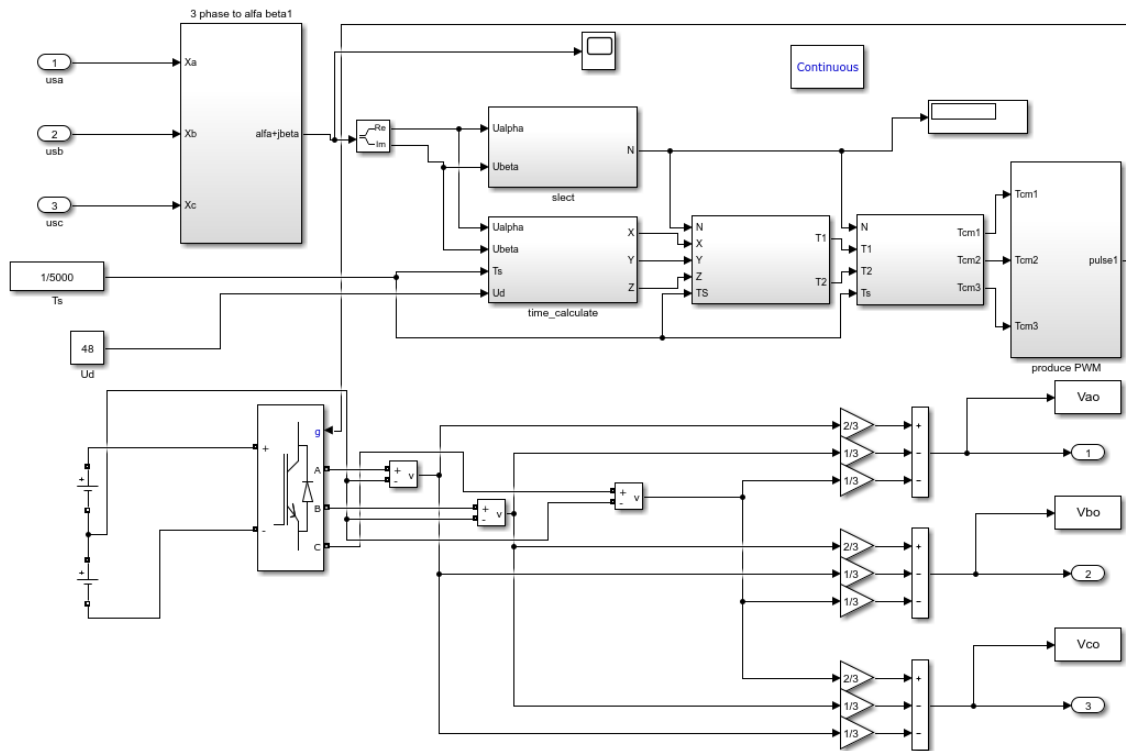 3 phase to alfa beta1
1
usa
2
usb
3
usc
Xa
Xb
Xc
alfa+jbeta
Re
Im
Continuous
Ualpha
Ubeta
N
slect
Ualpha
Ubeta
Ts
Ud
X
Y
Z
time_calculate
N
X
Y
Z
TS
T1
T2
N
T1
T2
Ts
Tcm1
Tcm2
Tcm3
Tcm1
Tcm2
Tcm3
pulse1
produce PWM
1/5000
Ts
48
Ud
g
+
-
A
B
C
+
+
+
-
v
+
-
v
+
-
v
2/3
1/3
1/3
+
−
−
Vao
1
2/3
1/3
1/3
+
−
−
Vbo
2
2/3
1/3
1/3
+
−
−
Vco
3